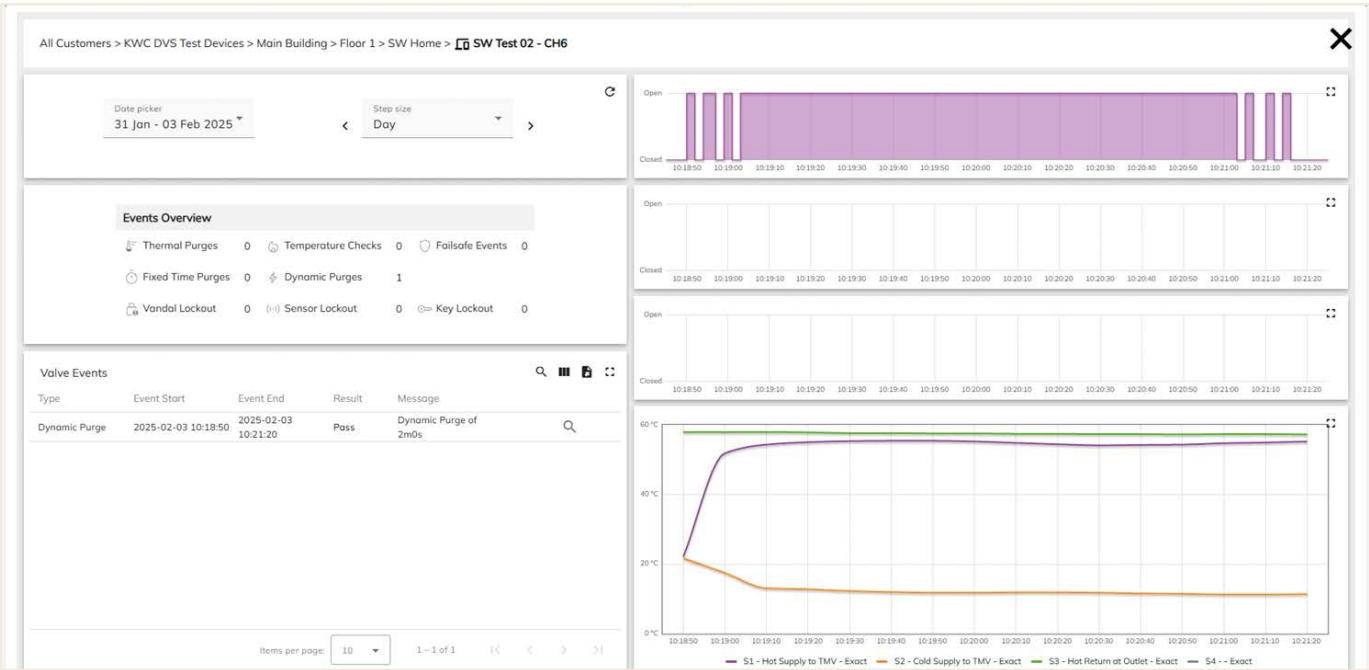 All Customers > KWC DVS Test Devices > Main Building > Floor 1 > SW Home > SW Test 02 - CH6
Date picker
31 Jan - 03 Feb 2025
Step size
Day
Events Overview
Thermal Purges 0 Temperature Checks 0 Failsafe Events 0
Fixed Time Purges 0 Dynamic Purges 1
Vandal Lockout 0 Sensor Lockout 0 Key Lockout 0
Valve Events
Type Event Start Event End Result Message
Dynamic Purge 2025-02-03 10:18:50 2025-02-03 10:21:20 Pass Dynamic Purge of 2m0s
Items per page: 10 1 – 1 of 1
Open
Closed
10:18:50 10:19:00 10:19:10 10:19:20 10:19:30 10:19:40 10:19:50 10:20:00 10:20:10 10:20:20 10:20:30 10:20:40 10:20:50 10:21:00 10:21:10 10:21:20
Open
Closed
10:18:50 10:19:00 10:19:10 10:19:20 10:19:30 10:19:40 10:19:50 10:20:00 10:20:10 10:20:20 10:20:30 10:20:40 10:20:50 10:21:00 10:21:10 10:21:20
Open
Closed
10:18:50 10:19:00 10:19:10 10:19:20 10:19:30 10:19:40 10:19:50 10:20:00 10:20:10 10:20:20 10:20:30 10:20:40 10:20:50 10:21:00 10:21:10 10:21:20
60 °C
40 °C
20 °C
0 °C
10:18:50 10:19:00 10:19:10 10:19:20 10:19:30 10:19:40 10:19:50 10:20:00 10:20:10 10:20:20 10:20:30 10:20:40 10:20:50 10:21:00 10:21:10 10:21:20
S1 - Hot Supply to TMV - Exact S2 - Cold Supply to TMV - Exact S3 - Hot Return at Outlet - Exact S4 - - Exact